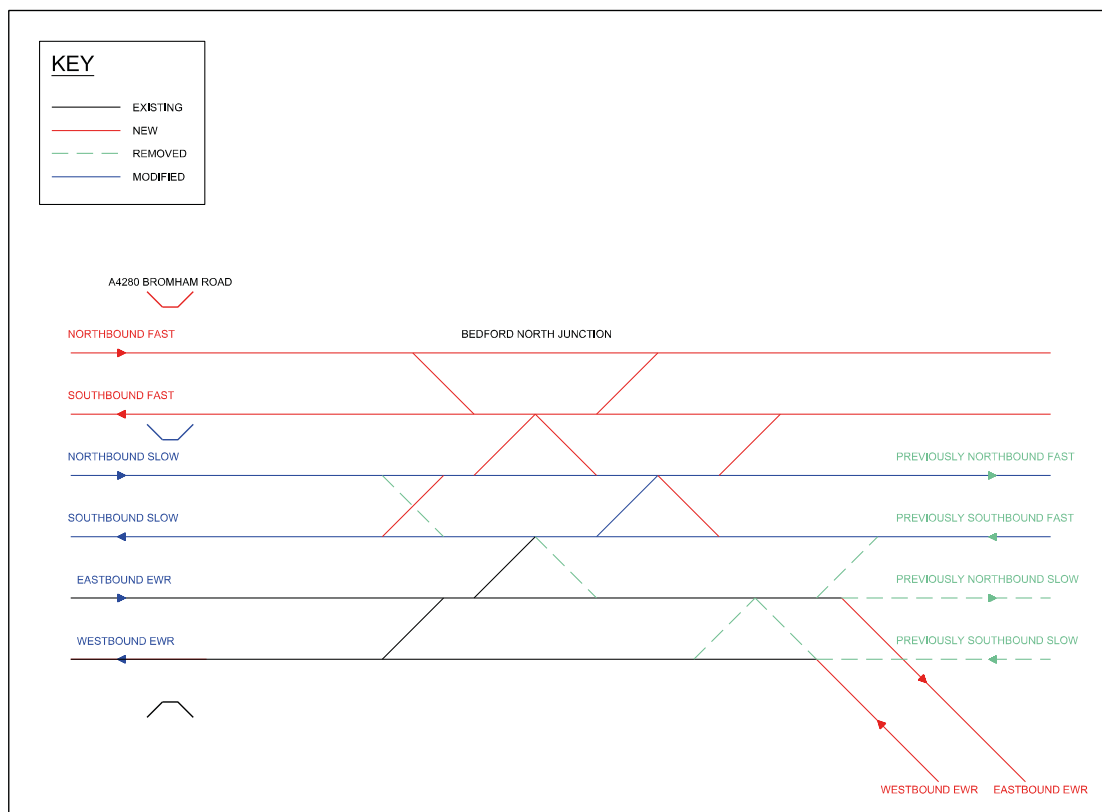 KEY
EXISTING
NEW
REMOVED
MODIFIED
A4280 BROMHAM ROAD
NORTHBOUND FAST
BEDFORD NORTH JUNCTION
SOUTHBOUND FAST
NORTHBOUND SLOW
PREVIOUSLY NORTHBOUND FAST
SOUTHBOUND SLOW
PREVIOUSLY SOUTHBOUND FAST
EASTBOUND EWR
PREVIOUSLY NORTHBOUND SLOW
WESTBOUND EWR
PREVIOUSLY SOUTHBOUND SLOW
WESTBOUND EWR
EASTBOUND EWR